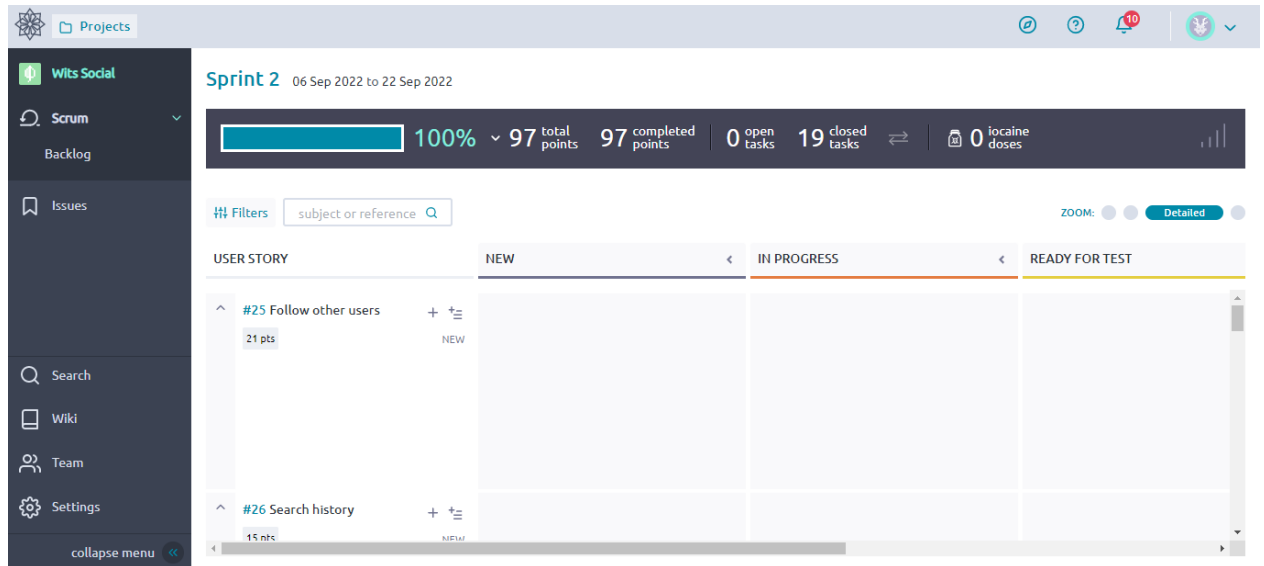 Projects
10
Wits Social
Scrum
Backlog
Issues
Search
Wiki
Team
Settings
collapse menu
Sprint 2 06 Sep 2022 to 22 Sep 2022
100% 97 total points 97 completed points 0 open tasks 19 closed tasks 0 iocaine doses
Filters subject or reference ZOOM: Detailed
USER STORY NEW IN PROGRESS READY FOR TEST
#25 Follow other users
21 pts NEW
#26 Search history
15 pts NEW